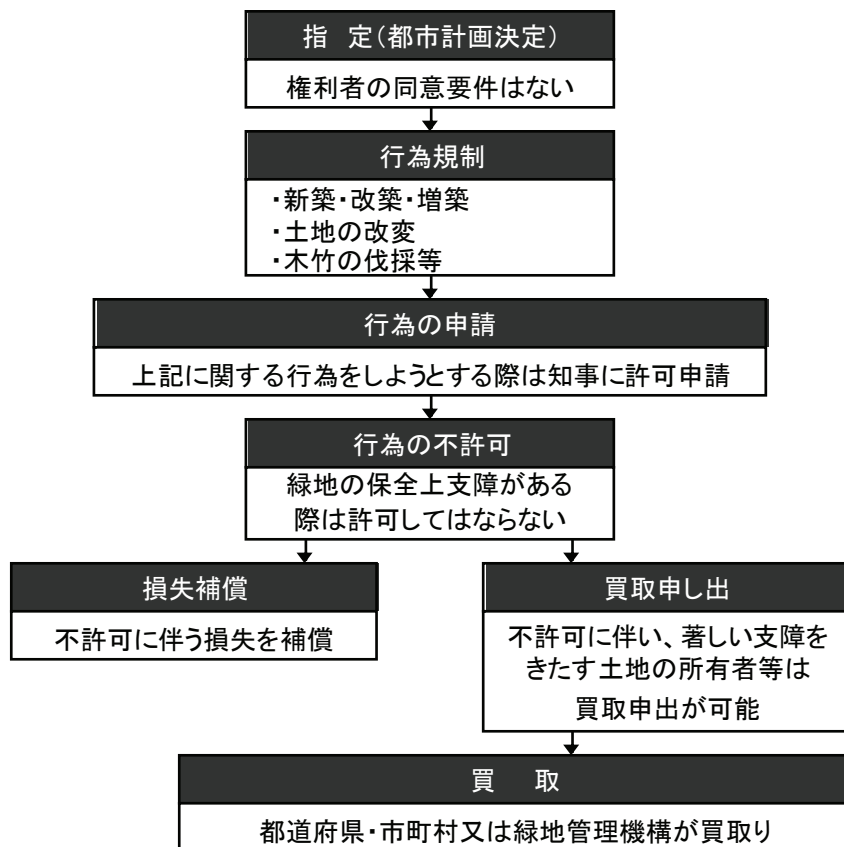 指　定（都市計画決定）
権利者の同意要件はない
行為規制
・新築・改築・増築
・土地の改変
・木竹の伐採等
行為の申請
上記に関する行為をしようとする際は知事に許可申請
行為の不許可
緑地の保全上支障がある
際は許可してはならない
損失補償
不許可に伴う損失を補償
買取申し出
不許可に伴い、著しい支障を
きたす土地の所有者等は
買取申出が可能
買　　取
都道府県・市町村又は緑地管理機構が買取り